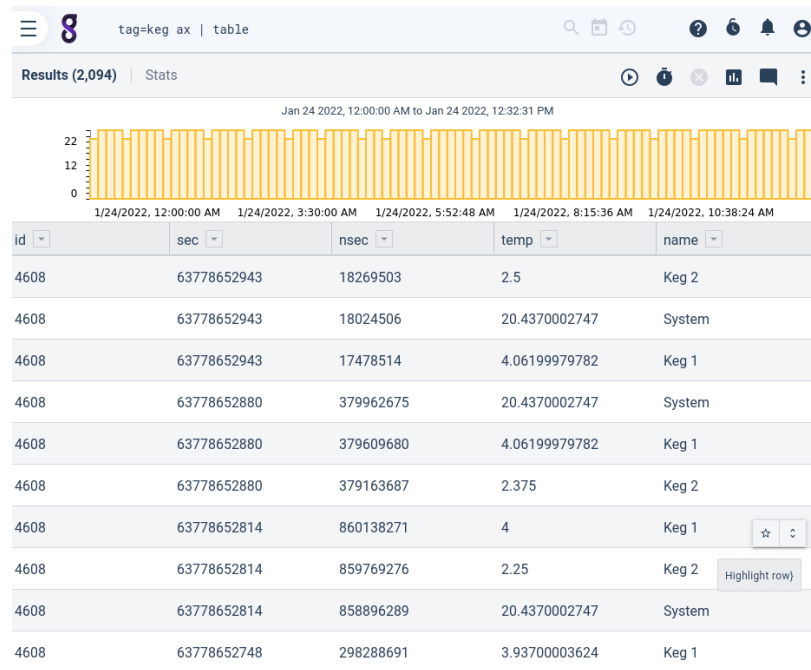 tag=keg ax | table
Results (2,094) Stats
Jan 24 2022, 12:00:00 AM to Jan 24 2022, 12:32:31 PM
22
12
0
1/24/2022, 12:00:00 AM 1/24/2022, 3:30:00 AM 1/24/2022, 5:52:48 AM 1/24/2022, 8:15:36 AM 1/24/2022, 10:38:24 AM
id sec nsec temp name
4608 63778652943 18269503 2.5 Keg 2
4608 63778652943 18024506 20.4370002747 System
4608 63778652943 17478514 4.06199979782 Keg 1
4608 63778652880 379962675 20.4370002747 System
4608 63778652880 379609680 4.06199979782 Keg 1
4608 63778652880 379163687 2.375 Keg 2
4608 63778652814 860138271 4 Keg 1
4608 63778652814 859769276 2.25 Keg 2
Highlight row}
4608 63778652814 858896289 20.4370002747 System
4608 63778652748 298288691 3.93700003624 Keg 1